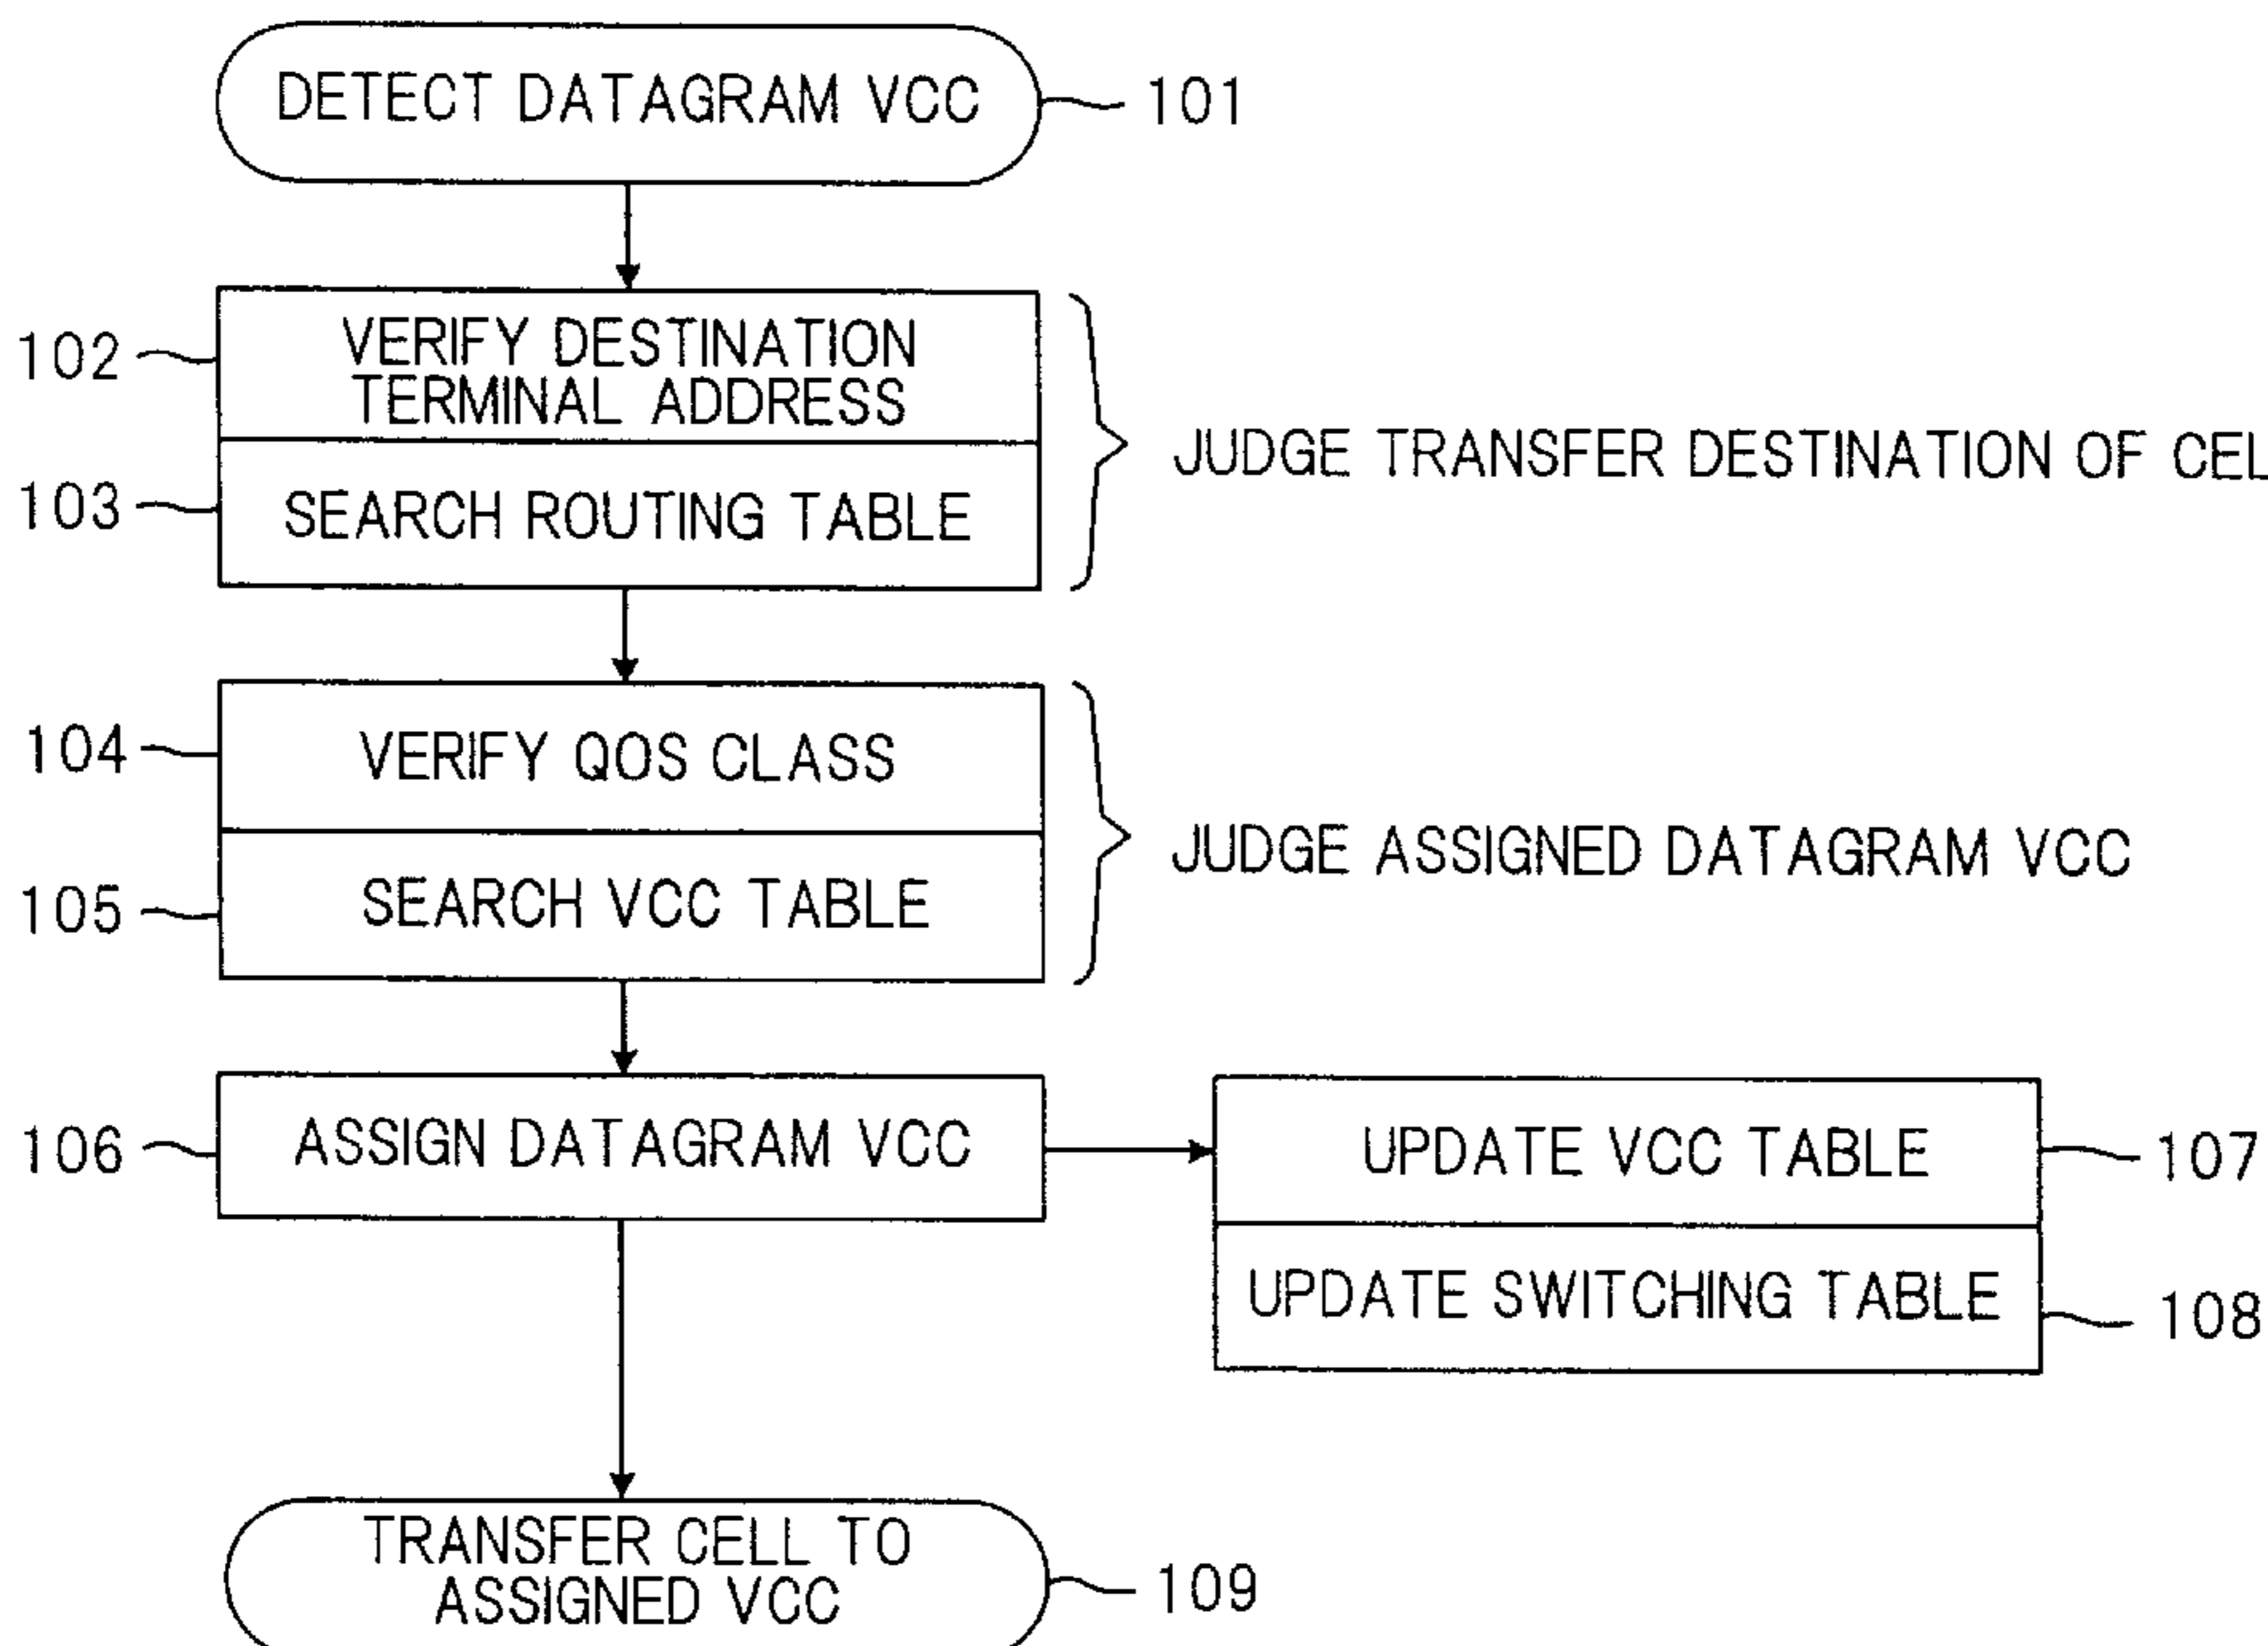 DETECT DATAGRAM VCC
101
102
VERIFY DESTINATION
TERMINAL ADDRESS
103
SEARCH ROUTING TABLE
JUDGE TRANSFER DESTINATION OF CEL
104
VERIFY QOS CLASS
105
SEARCH VCC TABLE
JUDGE ASSIGNED DATAGRAM VCC
106
ASSIGN DATAGRAM VCC
UPDATE VCC TABLE
107
UPDATE SWITCHING TABLE
108
TRANSFER CELL TO
ASSIGNED VCC
109